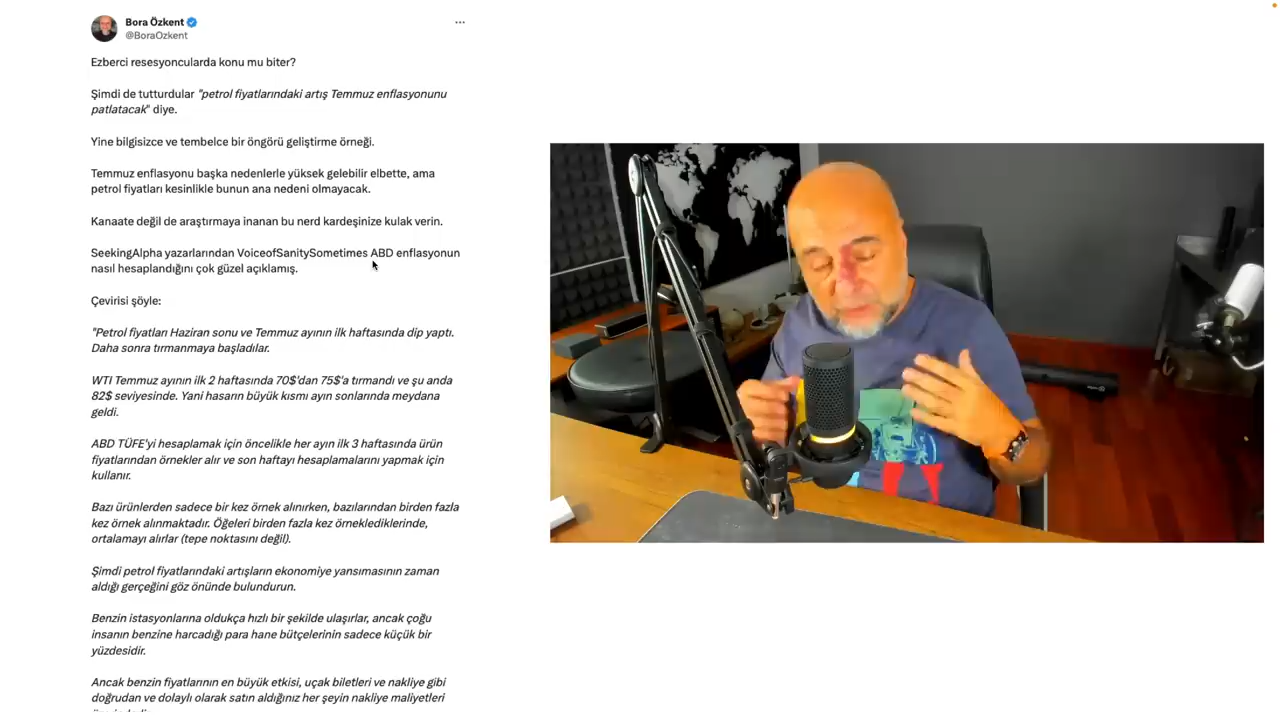 Bora Özkent
@BoraOzkent
Ezberci resesyoncularda konu mu biter?
Şimdi de tutturdular "petrol fiyatlarındaki artış Temmuz enflasyonunu
patlatacak" diye.
Yine bilgisizce ve tembelce bir öngörü geliştirme örneği.
Temmuz enflasyonu başka nedenlerle yüksek gelebilir elbette, ama
petrol fiyatları kesinlikle bunun ana nedeni olmayacak.
Kanaate değil de araştırmaya inanan bu nerd kardeşinize kulak verin.
SeekingAlpha yazarlarından VoiceofSanitySometimes ABD enflasyonun
nasıl hesaplandığını çok güzel açıklamış.
Çevirisi şöyle:
"Petrol fiyatları Haziran sonu ve Temmuz ayının ilk haftasında dip yaptı.
Daha sonra tırmanmaya başladılar.
WTI Temmuz ayının ilk 2 haftasında 70$'dan 75$'a tırmandı ve şu anda
82$ seviyesinde. Yani hasarın büyük kısmı ayın sonlarında meydana
geldi.
ABD TÜFE'yi hesaplamak için öncelikle her ayın ilk 3 haftasında ürün
fiyatlarından örnekler alır ve son haftayı hesaplamalarını yapmak için
kullanır.
Bazı ürünlerden sadece bir kez örnek alınırken, bazılarından birden fazla
kez örnek alınmaktadır. Öğeleri birden fazla kez örneklediklerinde,
ortalamayı alırlar (tepe noktasını değil).
Şimdi petrol fiyatlarındaki artışların ekonomiye yansımasının zaman
aldığı gerçeğini göz önünde bulundurun.
Benzin istasyonlarına oldukça hızlı bir şekilde ulaşırlar, ancak çoğu
insanın benzine harcadığı para hane bütçelerinin sadece küçük bir
yüzdesidir.
Ancak benzin fiyatlarının en büyük etkisi, uçak biletleri ve nakliye gibi
doğrudan ve dolaylı olarak satın aldığınız her şeyin nakliye maliyetleri